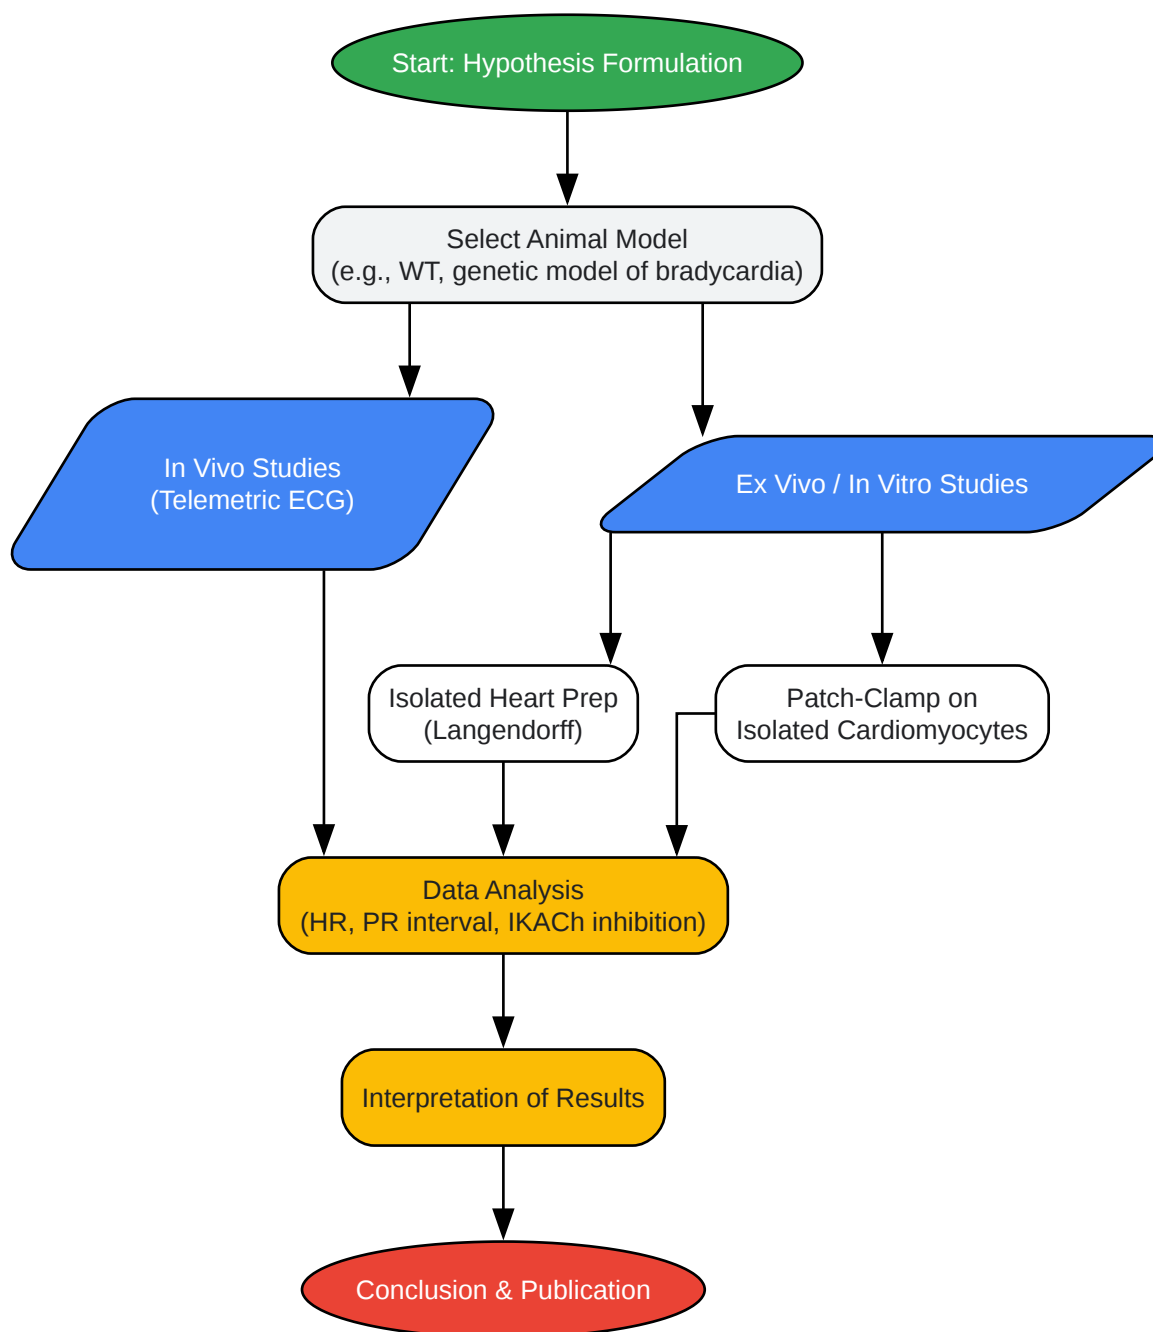 Start: Hypothesis Formulation
Select Animal Model
(e.g., WT, genetic model of bradycardia)
In Vivo Studies
(Telemetric ECG)
Ex Vivo / In Vitro Studies
Isolated Heart Prep
(Langendorff)
Patch-Clamp on
Isolated Cardiomyocytes
Data Analysis
(HR, PR interval, IKACh inhibition)
Interpretation of Results
Conclusion & Publication